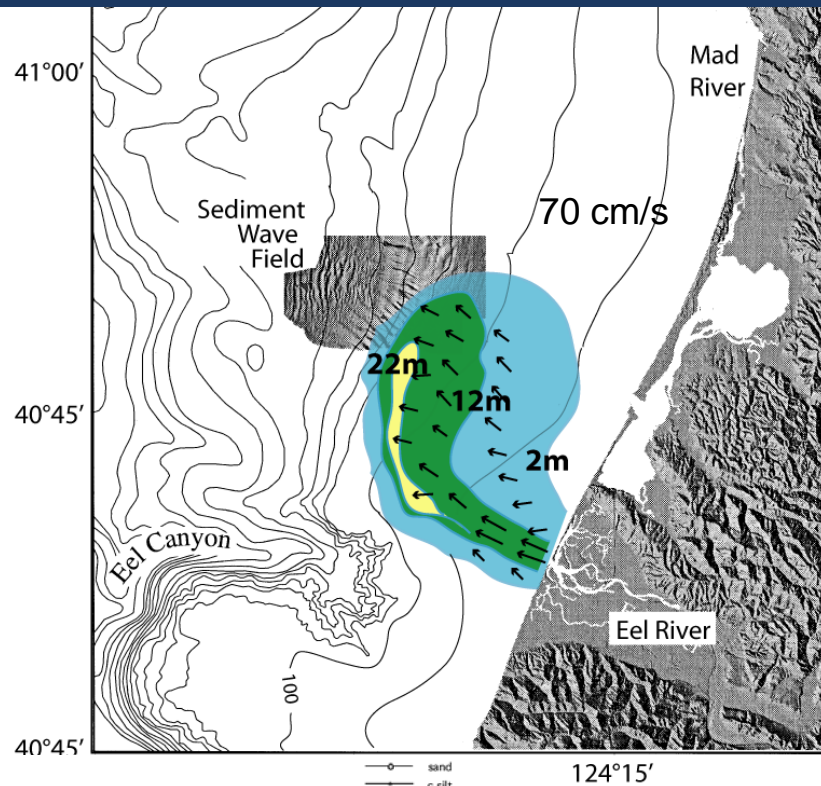 41°00′
Mad
River
Sediment
Wave
Field
70 cm/s
22m
12m
40°45′
2m
Eel Canyon
Eel River
100
40°45′
sand
124°15′
c silt